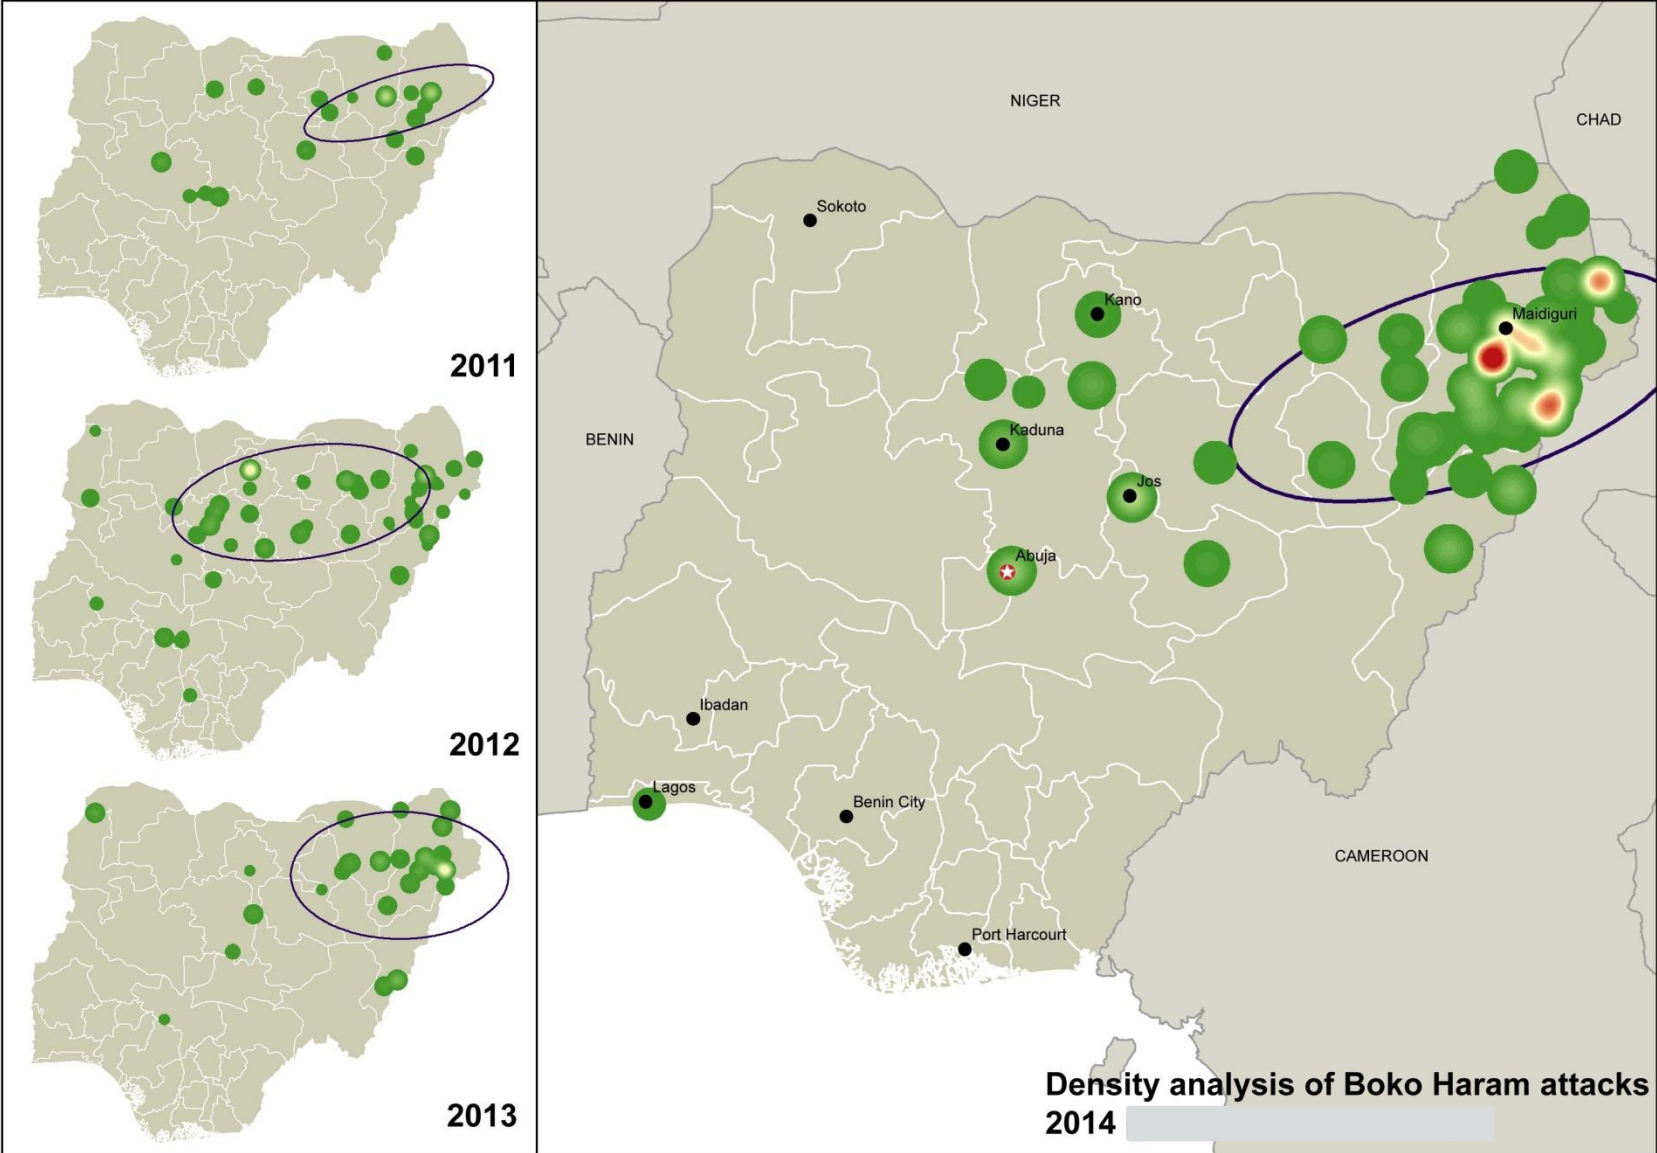 2011
2012
2013
NIGER
CHAD
Sokoto
Kano
Maidiguri
BENIN
Kaduna
Jos
Abuja
Ibadan
Lagos
Benin City
CAMEROON
Port Harcourt
Density analysis of Boko Haram attacks
2014